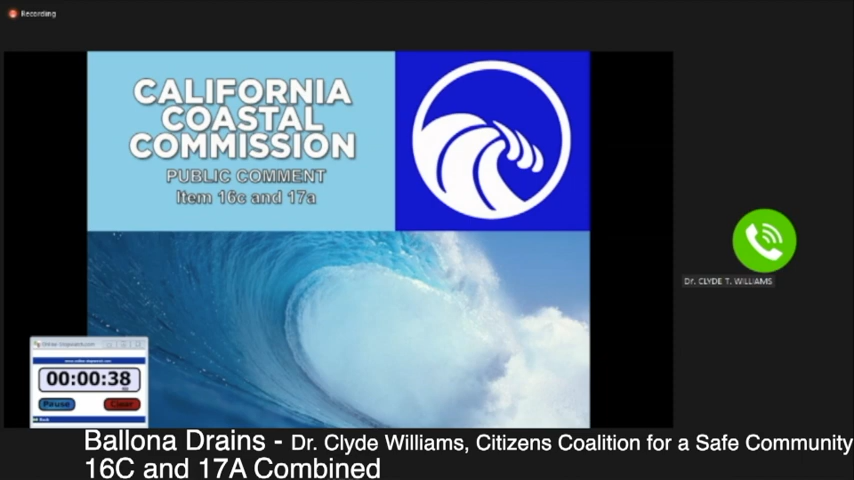 Recording
CALIFORNIA
COASTAL
COMMISSION
PUBLIC COMMENT
Item 16c and 17a
Dr. CLYDE T. WILLIAMS
00:00:38
Pause
Clear
Ballona Drains - Dr. Clyde Williams, Citizens Coalition for a Safe Community
16C and 17A Combined